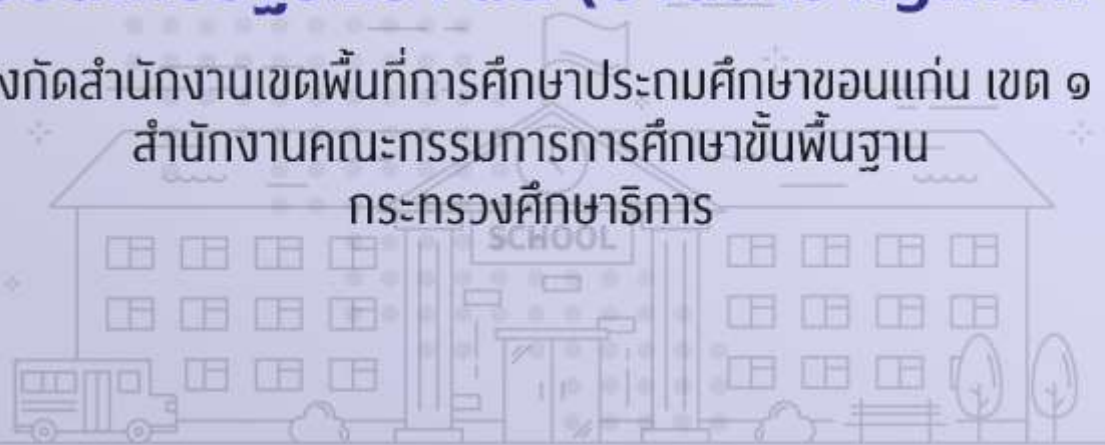 งกัดสำนักงานเขตพื้นที่การศึกษาประถมศึกษาขอนแก่น เขต ๑
สำนักงานคณะกรรมการการศึกษาขั้นพื้นฐาน
กระทรวงศึกษาธิการ
SCHOOL